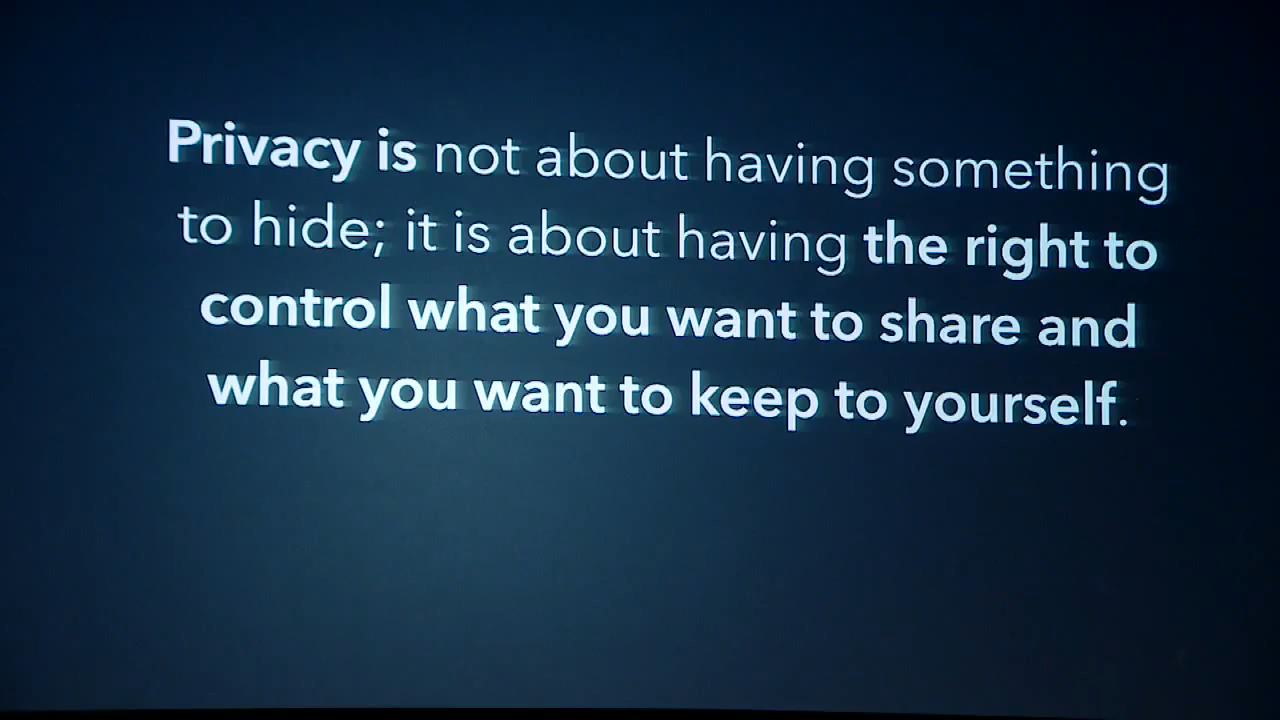 Privacy is not about having something
to hide; it is about having the right to
control what you want to share and
what you want to keep to yourself.